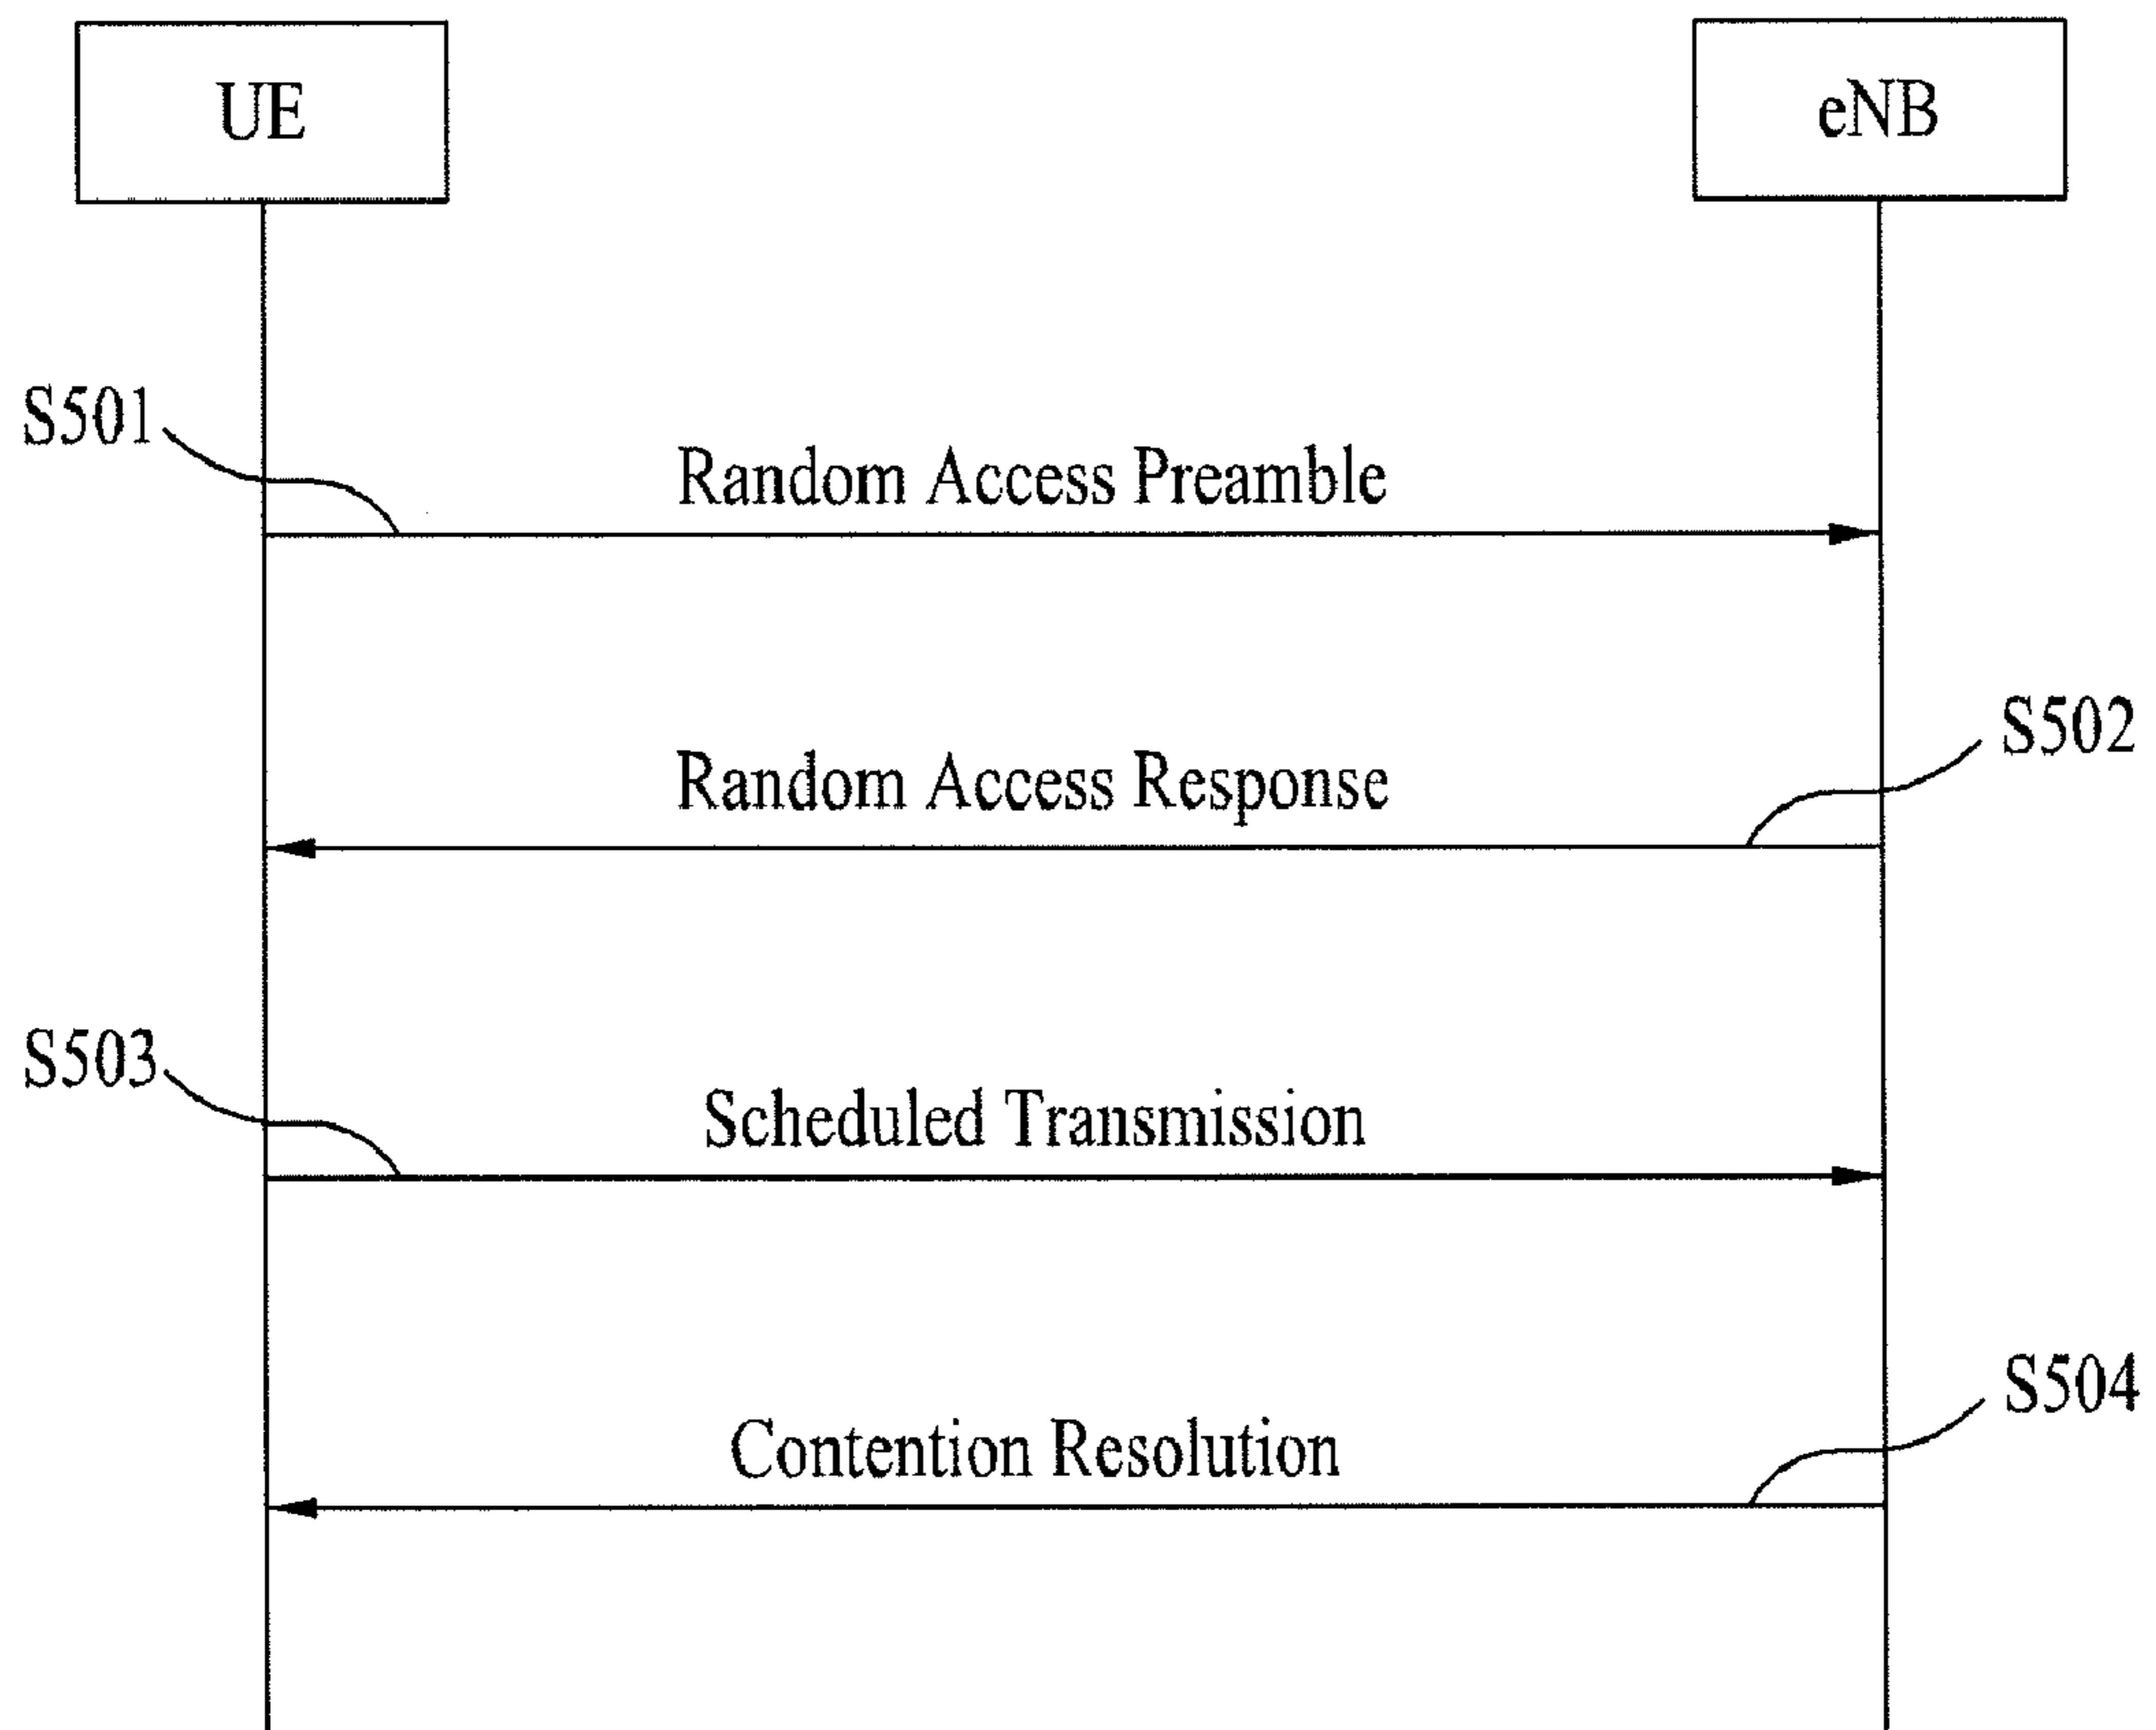 UE
eNB
S501
Random Access Preamble
S502
Random Access Response
S503
Scheduled Transmission
S504
Contention Resolution